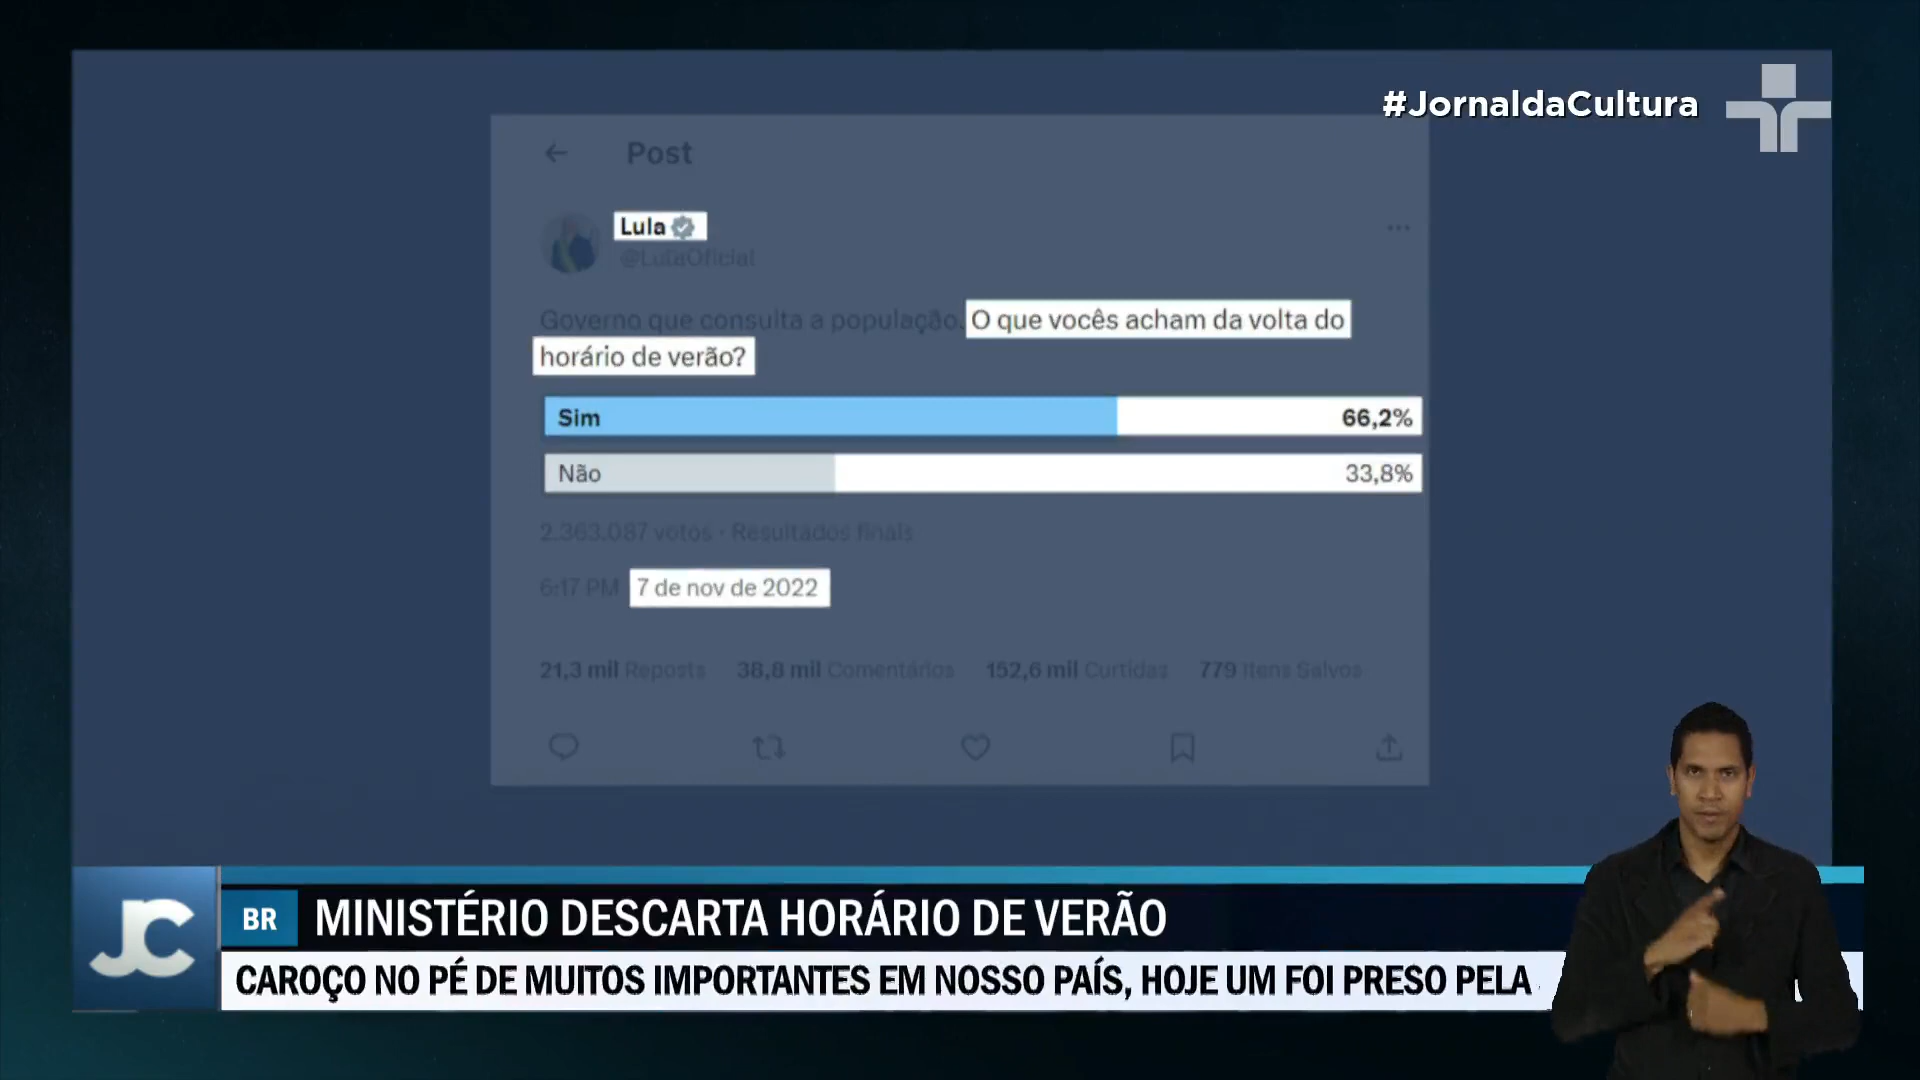 #JornaldaCultura
Post
Lula
@LulaOficial
Governo que consulta a população. O que vocês acham da volta do
horário de verão?
Sim 66,2%
Não 33,8%
2.363.087 votos · Resultados finais
6:17 PM 7 de nov de 2022
21,3 mil Reposts 38,8 mil Comentários 152,6 mil Curtidas 779 Itens Salvos
JC
BR MINISTÉRIO DESCARTA HORÁRIO DE VERÃO
CAROÇO NO PÉ DE MUITOS IMPORTANTES EM NOSSO PAÍS, HOJE UM FOI PRESO PELA